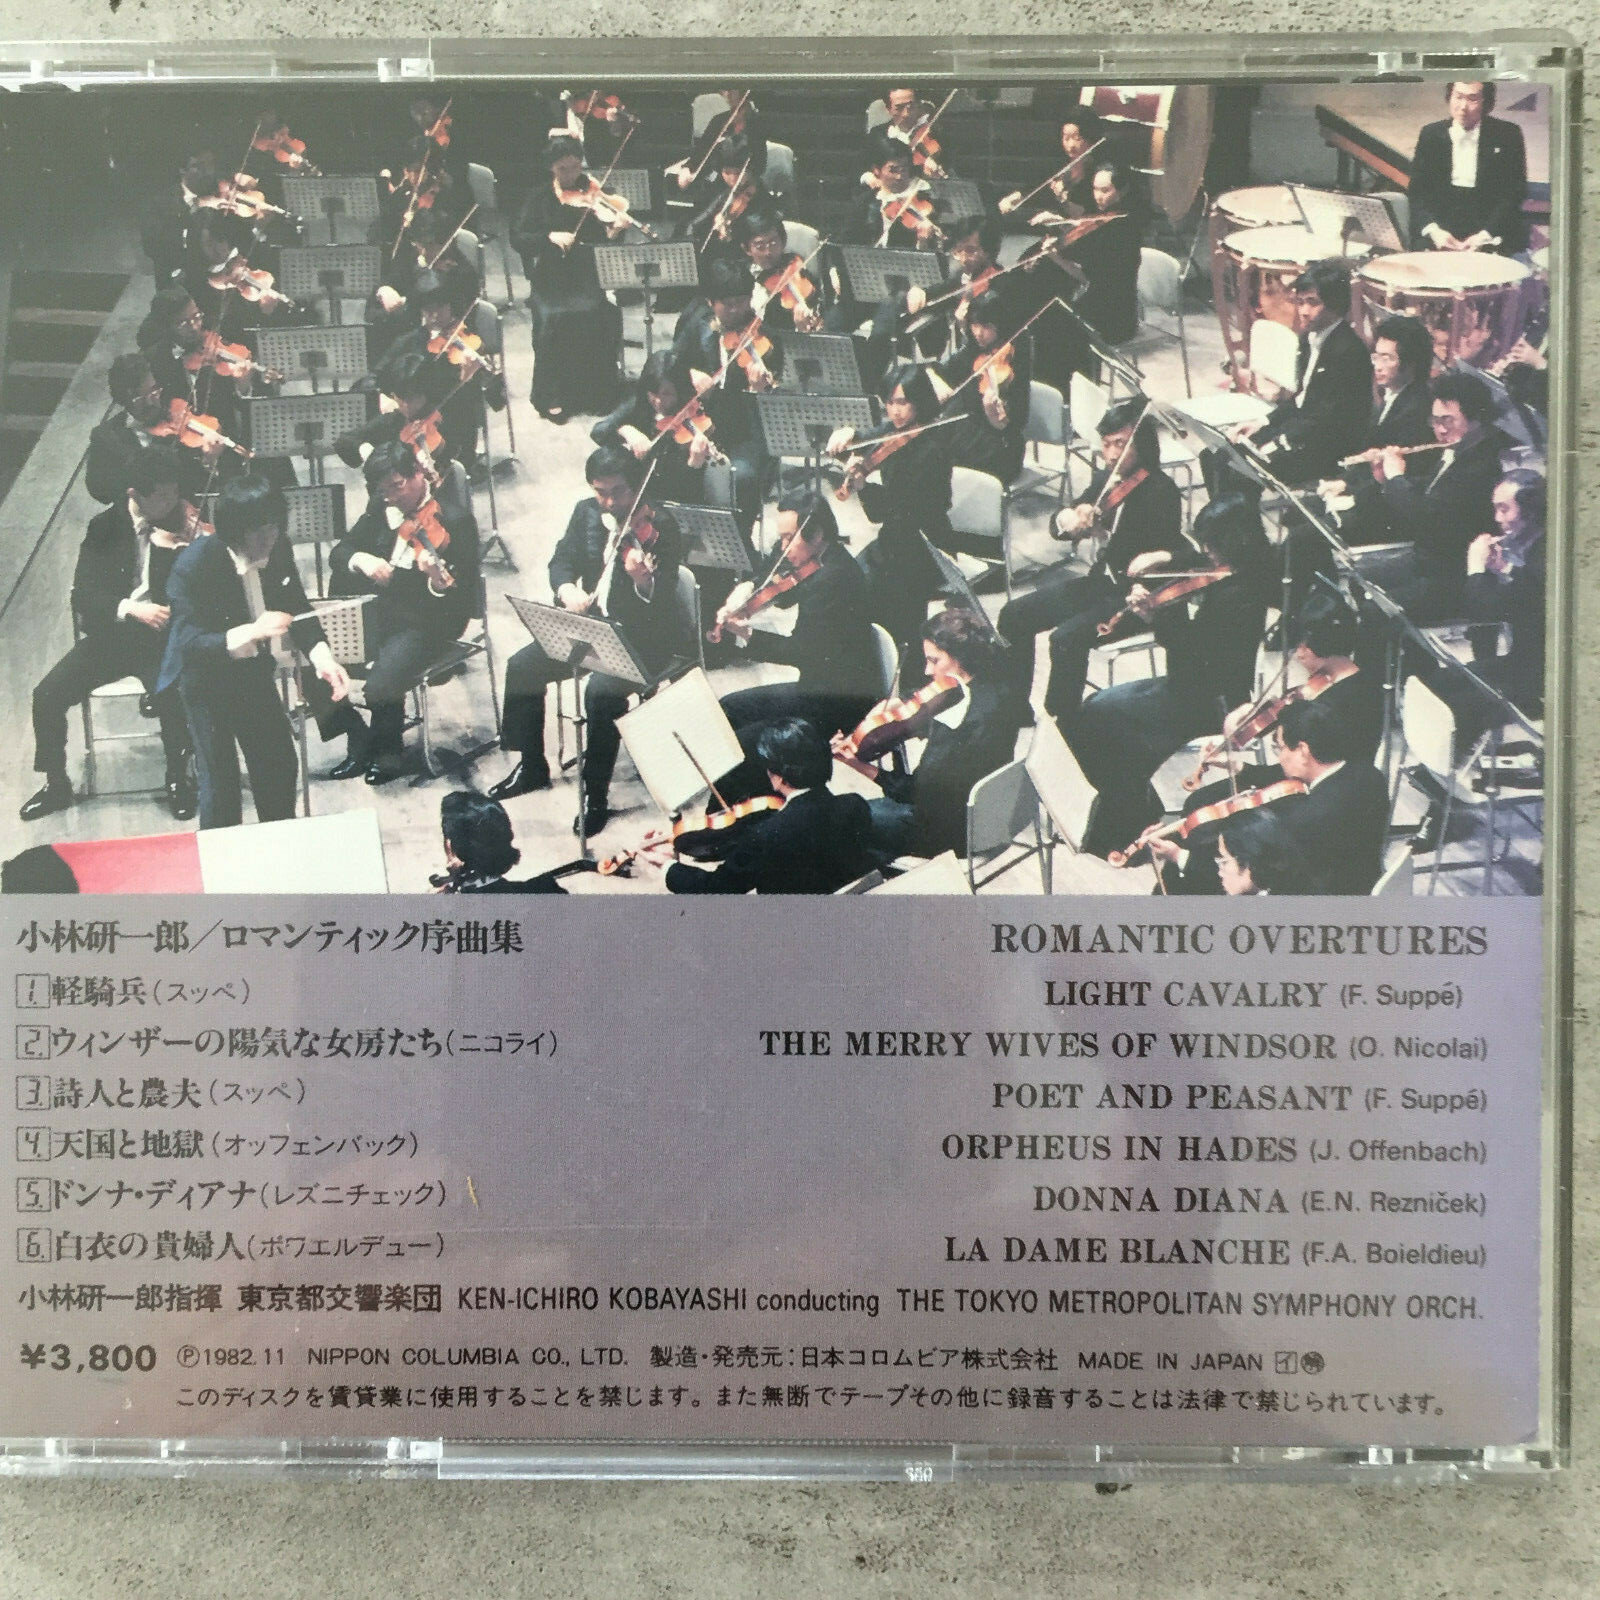 小林研一郎／ロマンティック序曲集 ROMANTIC OVERTURES
1. 軽騎兵(スッペ) LIGHT CAVALRY (F. Suppé)
2. ウィンザーの陽気な女房たち(ニコライ) THE MERRY WIVES OF WINDSOR (O. Nicolai)
3. 詩人と農夫(スッペ) POET AND PEASANT (F. Suppé)
4. 天国と地獄(オッフェンバック) ORPHEUS IN HADES (J. Offenbach)
5. ドンナ・ディアナ(レズニチェック) DONNA DIANA (E.N. Rezniček)
6. 白衣の貴婦人(ボワエルデュー) LA DAME BLANCHE (F.A. Boieldieu)
小林研一郎指揮 東京都交響楽団 KEN-ICHIRO KOBAYASHI conducting THE TOKYO METROPOLITAN SYMPHONY ORCH.
¥3,800 ℗1982.11 NIPPON COLUMBIA CO., LTD. 製造・発売元：日本コロムビア株式会社 MADE IN JAPAN イ
このディスクを賃貸業に使用することを禁じます。また無断でテープその他に録音することは法律で禁じられています。